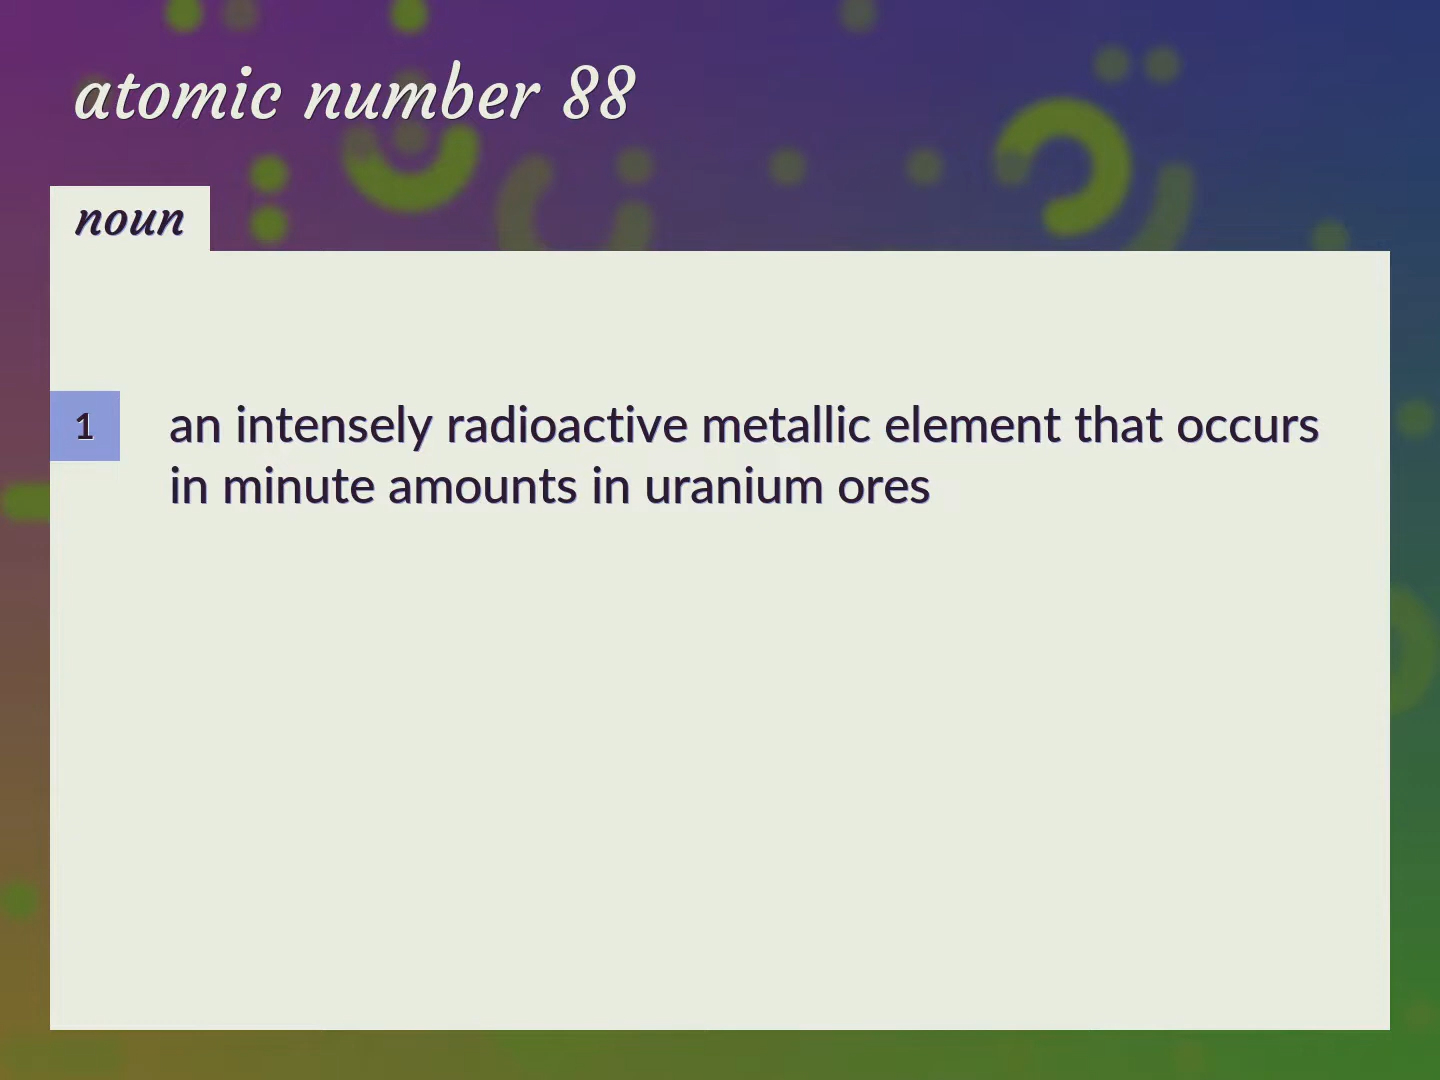 atomic number 88
noun
1
an intensely radioactive metallic element that occurs
in minute amounts in uranium ores